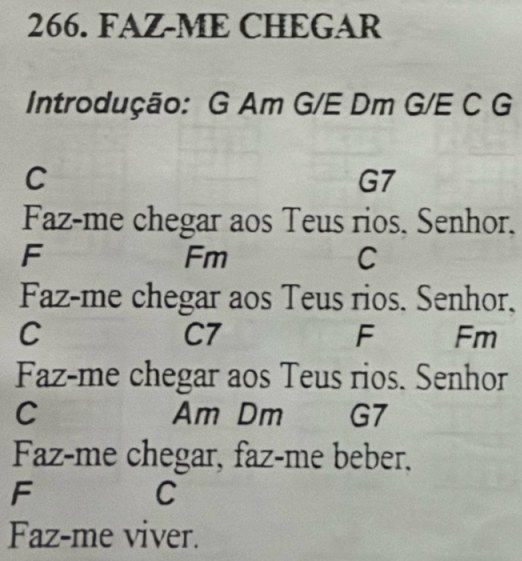 266. FAZ-ME CHEGAR
Introdução: G Am G/E Dm G/E C G
C G7
Faz-me chegar aos Teus rios, Senhor,
F Fm C
Faz-me chegar aos Teus rios. Senhor,
C C7 F Fm
Faz-me chegar aos Teus rios. Senhor
C Am Dm G7
Faz-me chegar, faz-me beber,
F C
Faz-me viver.